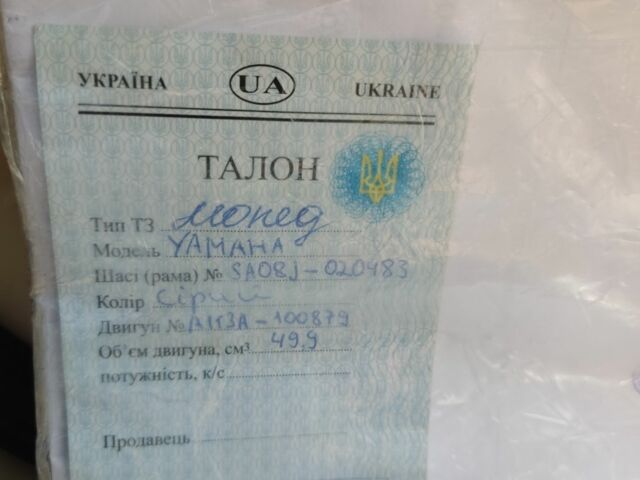 УКРАЇНА UA UKRAINE
ТАЛОН
Тип ТЗ мопед
Модель YAMAHA
Шасі (рама) № SA08J-020483
Колір Сірий
Двигун № A113A-100879
Об'єм двигуна, см³ 49,9
потужність, к/с
Продавець